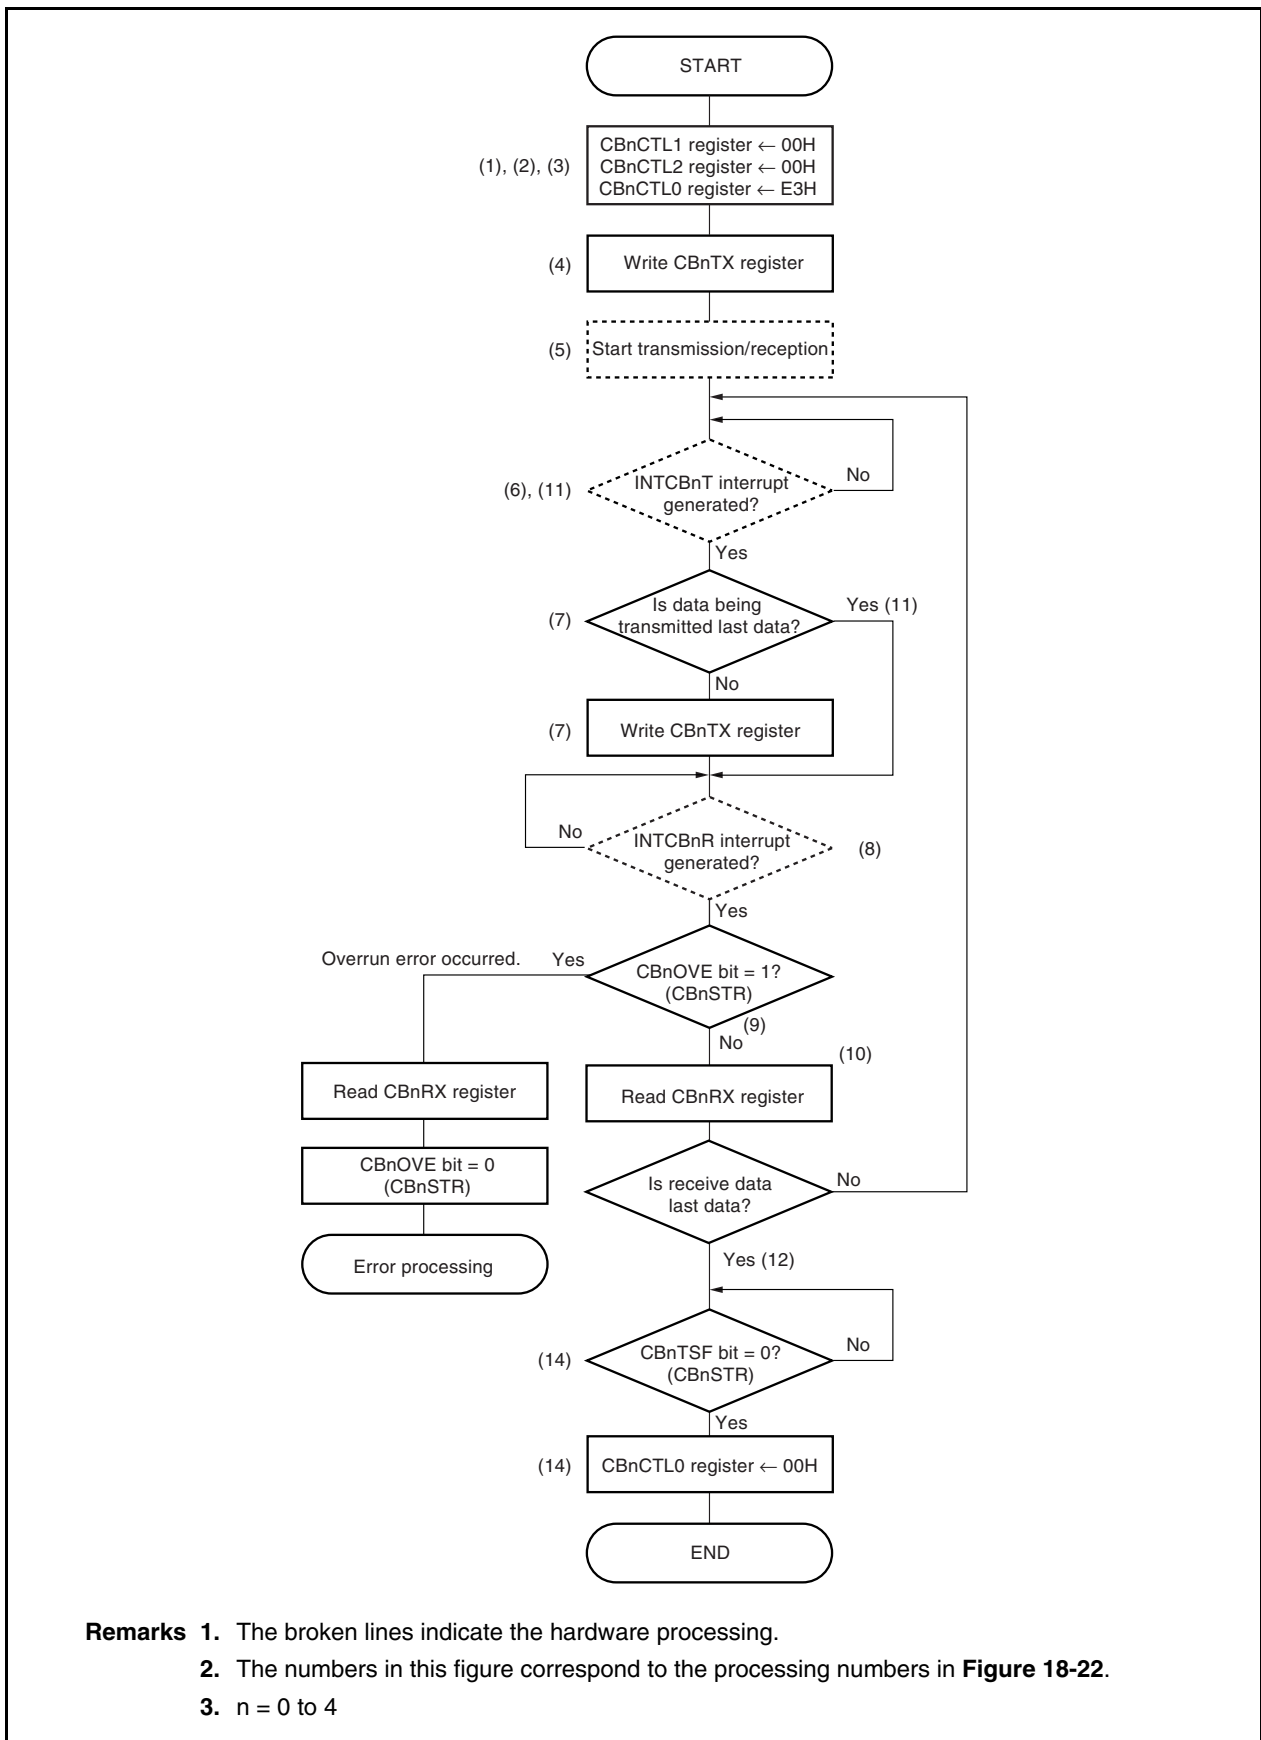 START
(1), (2), (3)
CBnCTL1 register ← 00H
CBnCTL2 register ← 00H
CBnCTL0 register ← E3H
(4)
Write CBnTX register
(5)
Start transmission/reception
(6), (11)
INTCBnT interrupt
generated?
No
Yes
(7)
Is data being
transmitted last data?
Yes (11)
No
(7)
Write CBnTX register
No
INTCBnR interrupt
generated?
(8)
Yes
Overrun error occurred.
Yes
CBnOVE bit = 1?
(CBnSTR)
(9)
No
(10)
Read CBnRX register
Read CBnRX register
CBnOVE bit = 0
(CBnSTR)
Is receive data
last data?
No
Error processing
Yes (12)
(14)
CBnTSF bit = 0?
(CBnSTR)
No
Yes
(14)
CBnCTL0 register ← 00H
END
Remarks 1. The broken lines indicate the hardware processing.
2. The numbers in this figure correspond to the processing numbers in Figure 18-22.
3. n = 0 to 4